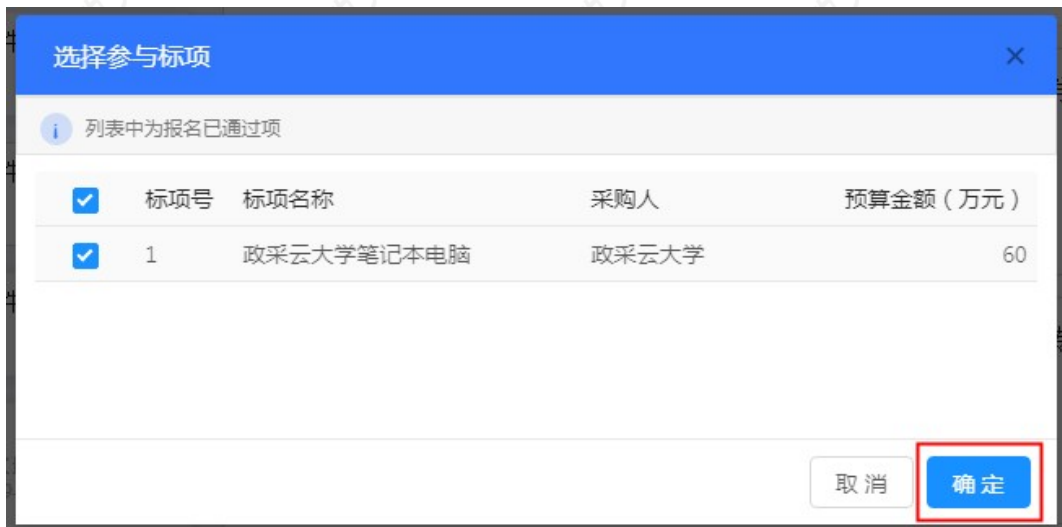 选择参与标项
i 列表中为报名已通过项
标项号 标项名称 采购人 预算金额（万元）
1 政采云大学笔记本电脑 政采云大学 60
取消 确定